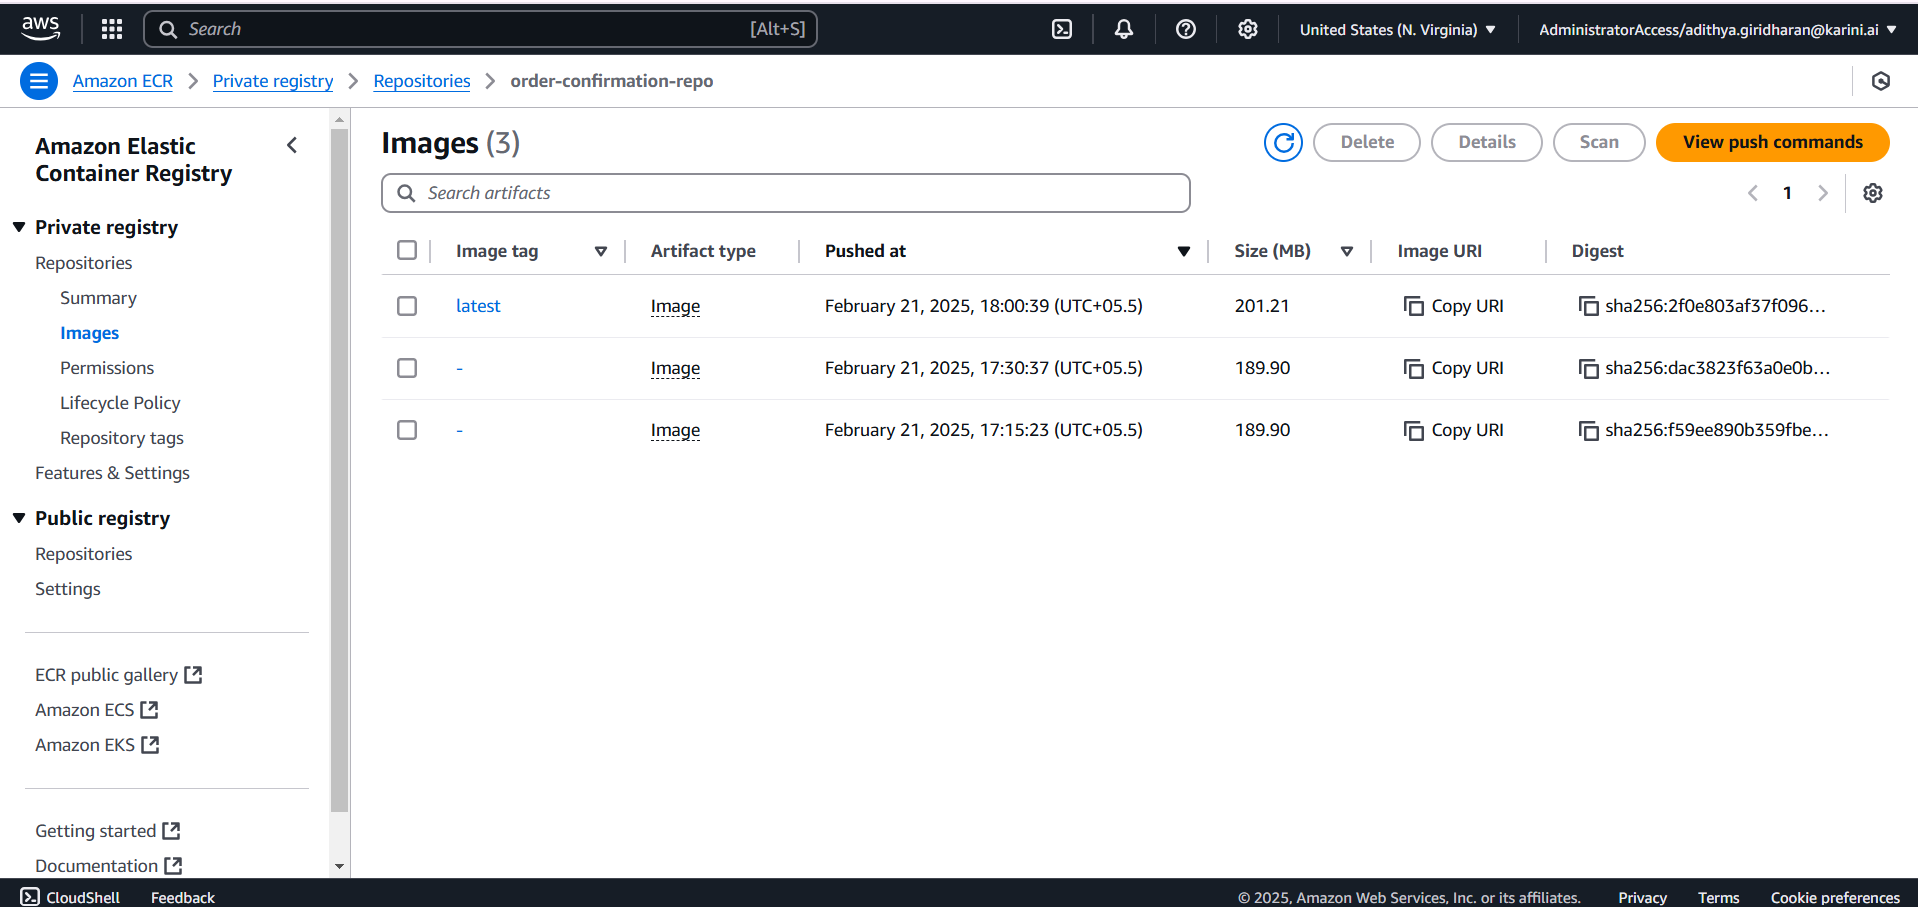 aws
Search [Alt+S]
United States (N. Virginia)
AdministratorAccess/adithya.giridharan@karini.ai
Amazon ECR
Private registry
Repositories
order-confirmation-repo
Amazon Elastic
Container Registry
Private registry
Repositories
Summary
Images
Permissions
Lifecycle Policy
Repository tags
Features & Settings
Public registry
Repositories
Settings
ECR public gallery
Amazon ECS
Amazon EKS
Getting started
Documentation
Images (3)
Delete
Details
Scan
View push commands
Search artifacts
1
Image tag Artifact type Pushed at Size (MB) Image URI Digest
latest Image February 21, 2025, 18:00:39 (UTC+05.5) 201.21 Copy URI sha256:2f0e803af37f096...
- Image February 21, 2025, 17:30:37 (UTC+05.5) 189.90 Copy URI sha256:dac3823f63a0e0b...
- Image February 21, 2025, 17:15:23 (UTC+05.5) 189.90 Copy URI sha256:f59ee890b359fbe...
CloudShell
Feedback
© 2025, Amazon Web Services, Inc. or its affiliates.
Privacy
Terms
Cookie preferences